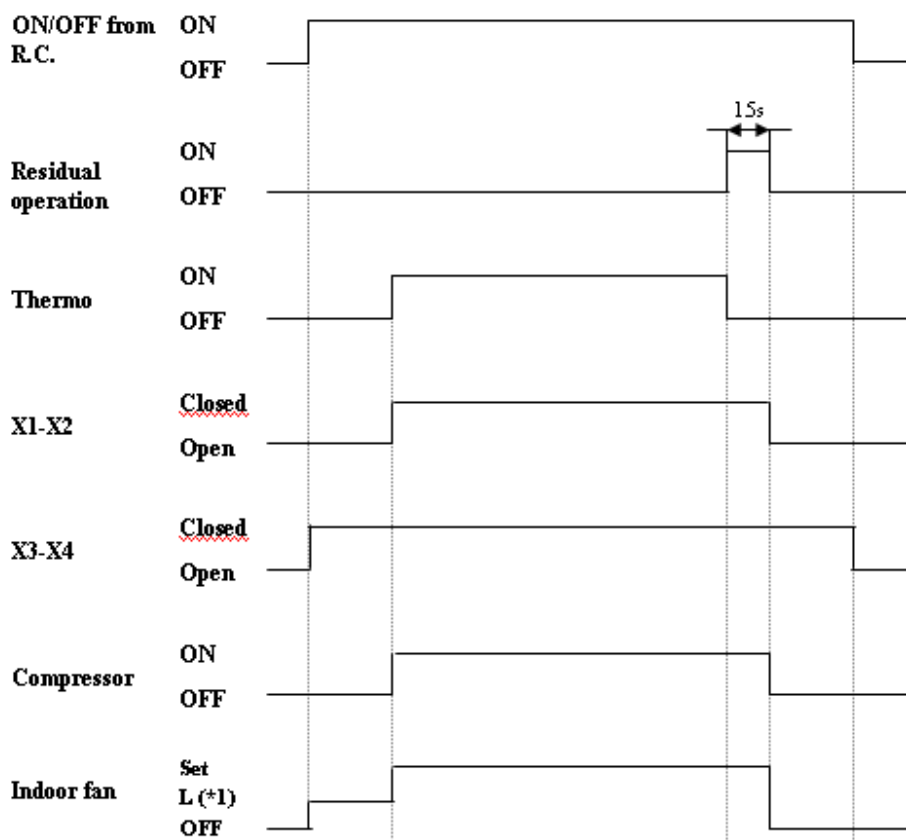 ON/OFF from ON
R.C.
OFF
15s
ON
Residual
operation OFF
ON
Thermo
OFF
Closed
X1-X2
Open
Closed
X3-X4
Open
ON
Compressor
OFF
Set
Indoor fan L (*1)
OFF